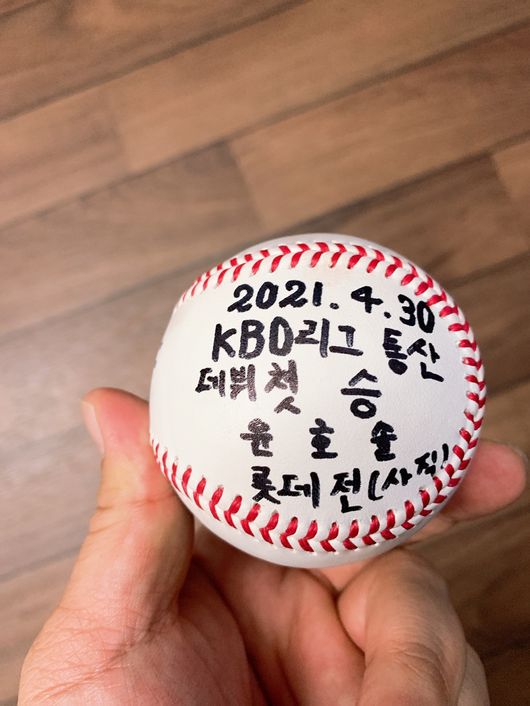 2021. 4. 30
KBO리그 통산
데뷔 첫 승
윤 호 솔
롯데전(사직)